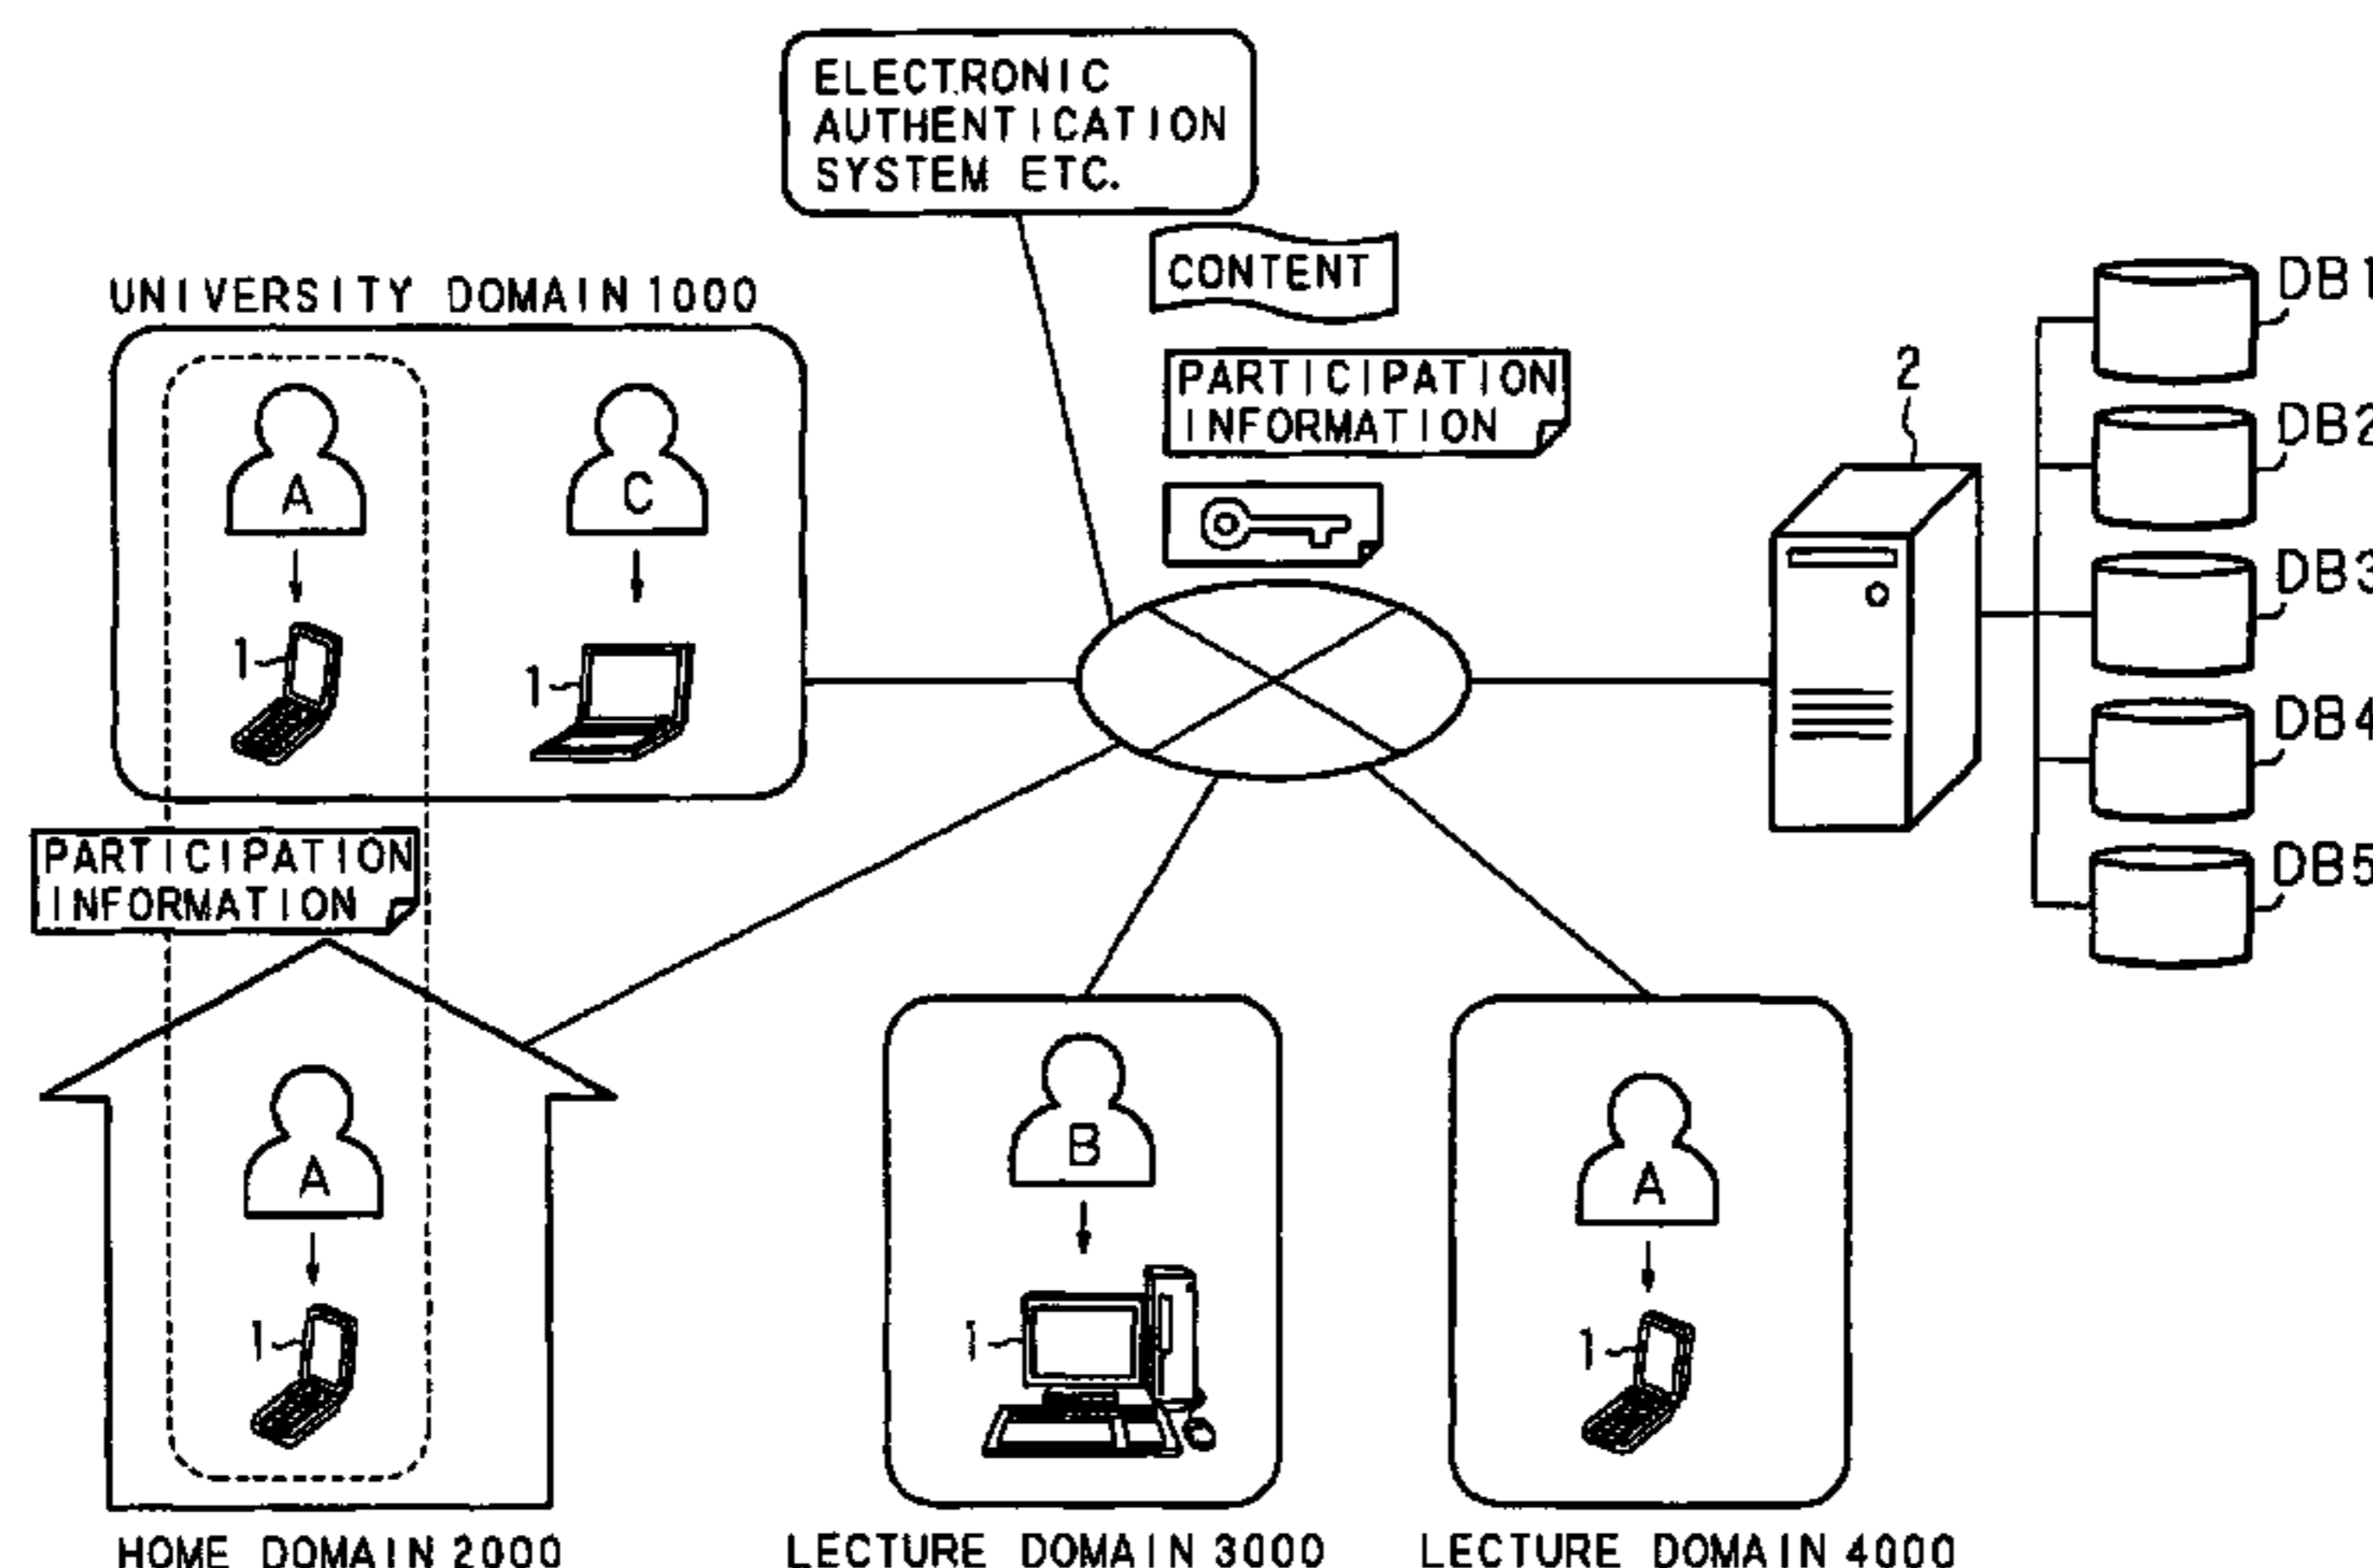 ELECTRONIC
AUTHENTICATION
SYSTEM ETC.
CONTENT
UNIVERSITY DOMAIN 1000
PARTICIPATION
INFORMATION
2
DB1
DB2
DB3
DB4
DB5
A
C
1
1
PARTICIPATION
INFORMATION
A
1
B
1
A
1
HOME DOMAIN 2000
LECTURE DOMAIN 3000
LECTURE DOMAIN 4000